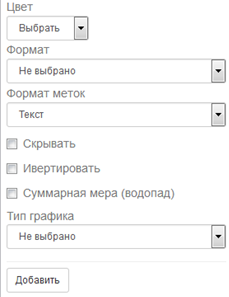 Цвет
Выбрать
Формат
Не выбрано
Формат меток
Текст
Скрывать
Ивертировать
Суммарная мера (водопад)
Тип графика
Не выбрано
Добавить